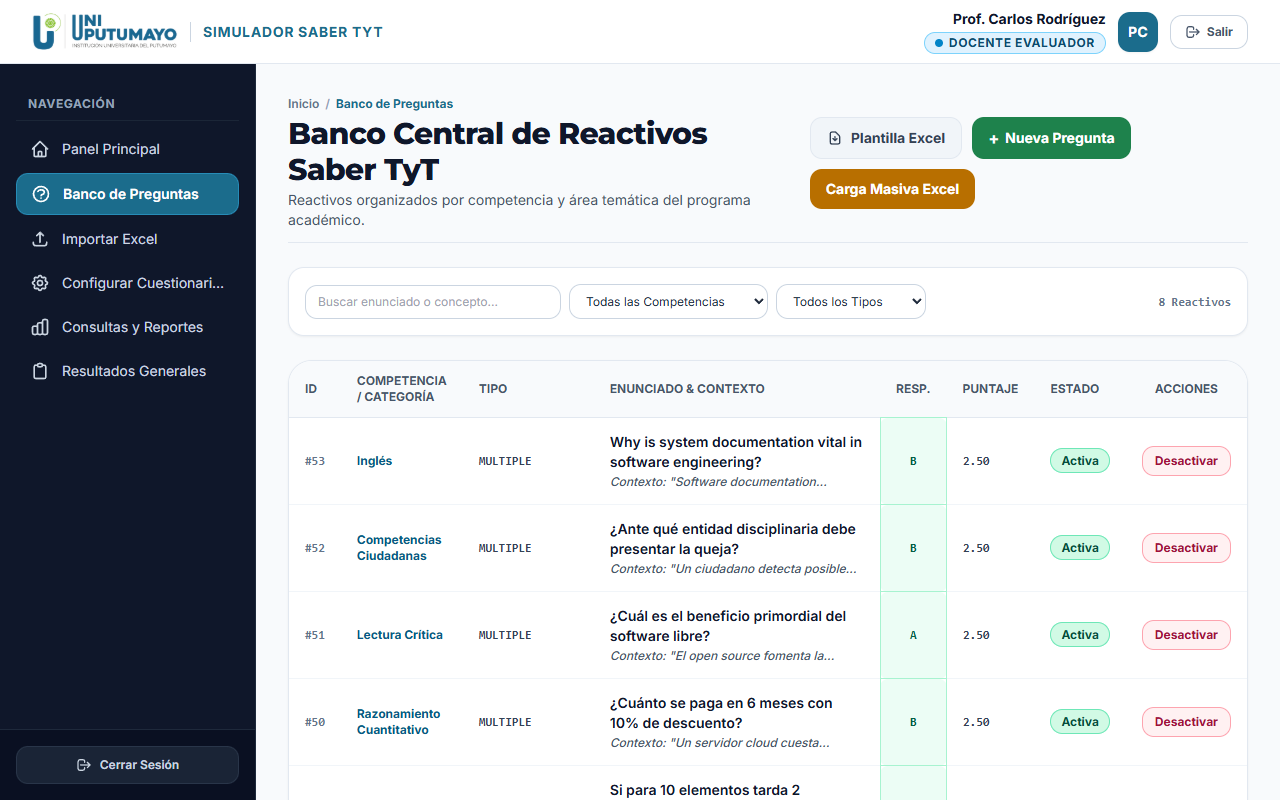 UNI
PUTUMAYO
INSTITUCIÓN UNIVERSITARIA DEL PUTUMAYO
SIMULADOR SABER TYT
Prof. Carlos Rodríguez
DOCENTE EVALUADOR
PC
Salir
NAVEGACIÓN
Panel Principal
Banco de Preguntas
Importar Excel
Configurar Cuestionari...
Consultas y Reportes
Resultados Generales
Cerrar Sesión
Inicio / Banco de Preguntas
Banco Central de Reactivos
Saber TyT
Reactivos organizados por competencia y área temática del programa
académico.
Plantilla Excel
+ Nueva Pregunta
Carga Masiva Excel
Buscar enunciado o concepto...
Todas las Competencias
Todos los Tipos
8 Reactivos
ID
COMPETENCIA
/ CATEGORÍA
TIPO
ENUNCIADO & CONTEXTO
RESP.
PUNTAJE
ESTADO
ACCIONES
#53
Inglés
MULTIPLE
Why is system documentation vital in
software engineering?
Contexto: "Software documentation...
B
2.50
Activa
Desactivar
#52
Competencias
Ciudadanas
MULTIPLE
¿Ante qué entidad disciplinaria debe
presentar la queja?
Contexto: "Un ciudadano detecta posible...
B
2.50
Activa
Desactivar
#51
Lectura Crítica
MULTIPLE
¿Cuál es el beneficio primordial del
software libre?
Contexto: "El open source fomenta la...
A
2.50
Activa
Desactivar
#50
Razonamiento
Cuantitativo
MULTIPLE
¿Cuánto se paga en 6 meses con
10% de descuento?
Contexto: "Un servidor cloud cuesta...
B
2.50
Activa
Desactivar
Si para 10 elementos tarda 2